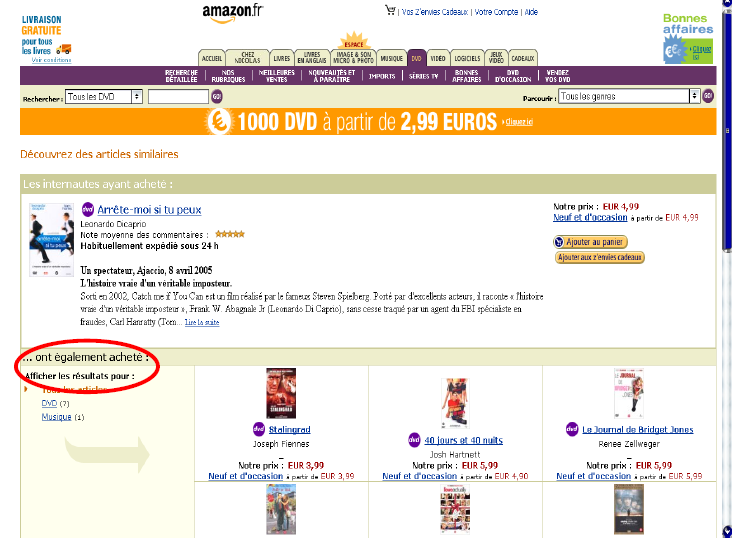 LIVRAISON
GRATUITE
pour tous
les livres
Voir conditions
amazon.fr
Vos Z'envies Cadeaux | Votre Compte | Aide
Bonnes
affaires
Cliquez
ici
ESPACE
ACCUEIL
CHEZ
NICOLAS
LIVRES
LIVRES
EN ANGLAIS
IMAGE & SON
MICRO & PHOTO
MUSIQUE
DVD
VIDÉO
LOGICIELS
JEUX
VIDÉO
CADEAUX
RECHERCHE
DÉTAILLÉE
NOS
RUBRIQUES
MEILLEURES
VENTES
NOUVEAUTÉS ET
À PARAÎTRE
IMPORTS
SÉRIES TV
BONNES
AFFAIRES
DVD
D'OCCASION
VENDEZ
VOS DVD
Rechercher : Tous les DVD GO!
Parcourir : Tous les genres GO!
1000 DVD à partir de 2,99 EUROS › Cliquez ici
Découvrez des articles similaires
Les internautes ayant acheté :
dvd Arrête-moi si tu peux
Leonardo Dicaprio
Note moyenne des commentaires :
Habituellement expédié sous 24 h
Notre prix : EUR 4,99
Neuf et d'occasion à partir de EUR 4,99
Ajouter au panier
Ajouter aux z'envies cadeaux
Un spectateur, Ajaccio, 8 avril 2005
L'histoire vraie d'un véritable imposteur.
Sorti en 2002, Catch me if You Can est un film réalisé par le fameux Steven Spielberg. Porté par d'excellents acteurs, il raconte « l'histoire
vraie d'un véritable imposteur », Frank W. Abagnale Jr (Leonardo Di Caprio), sans cesse traqué par un agent du FBI spécialiste en
fraudes, Carl Hanratty (Tom... Lire la suite
... ont également acheté :
Afficher les résultats pour :
Tous les articles
DVD (7)
Musique (1)
STALINGRAD
dvd Stalingrad
Joseph Fiennes
Notre prix : EUR 3,99
Neuf et d'occasion à partir de EUR 3,99
dvd 40 jours et 40 nuits
Josh Hartnett
Notre prix : EUR 5,99
Neuf et d'occasion à partir de EUR 4,90
LE JOURNAL
dvd Le Journal de Bridget Jones
Renee Zellweger
Notre prix : EUR 5,99
Neuf et d'occasion à partir de EUR 5,99